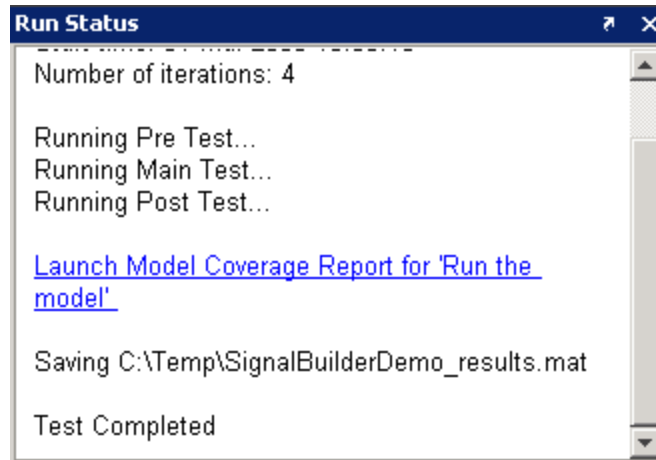 Run Status
Number of iterations: 4
Running Pre Test...
Running Main Test...
Running Post Test...
Launch Model Coverage Report for 'Run the
model'
Saving C:\Temp\SignalBuilderDemo_results.mat
Test Completed